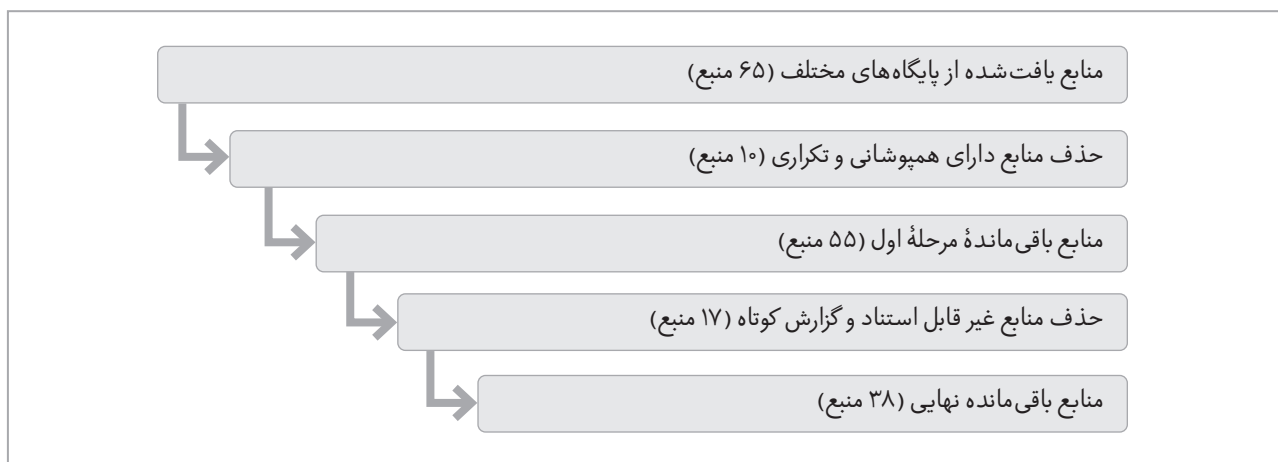 منابع یافت‌شده از پایگاه‌های مختلف (۶۵ منبع)
حذف منابع دارای همپوشانی و تکراری (۱۰ منبع)
منابع باقی‌ماندهٔ مرحلهٔ اول (۵۵ منبع)
حذف منابع غیر قابل استناد و گزارش کوتاه (۱۷ منبع)
منابع باقی‌مانده نهایی (۳۸ منبع)